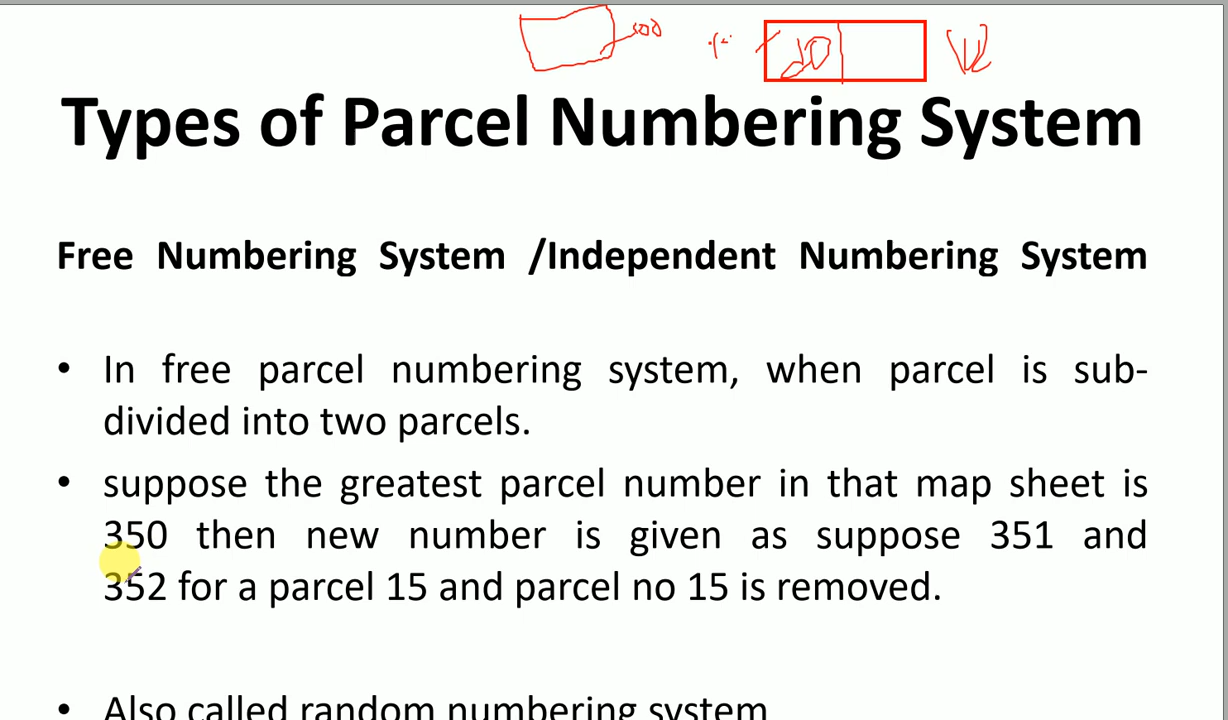 Types of Parcel Numbering System
Free Numbering System /Independent Numbering System
• In free parcel numbering system, when parcel is sub-
divided into two parcels.
• suppose the greatest parcel number in that map sheet is
350 then new number is given as suppose 351 and
352 for a parcel 15 and parcel no 15 is removed.
• Also called random numbering system